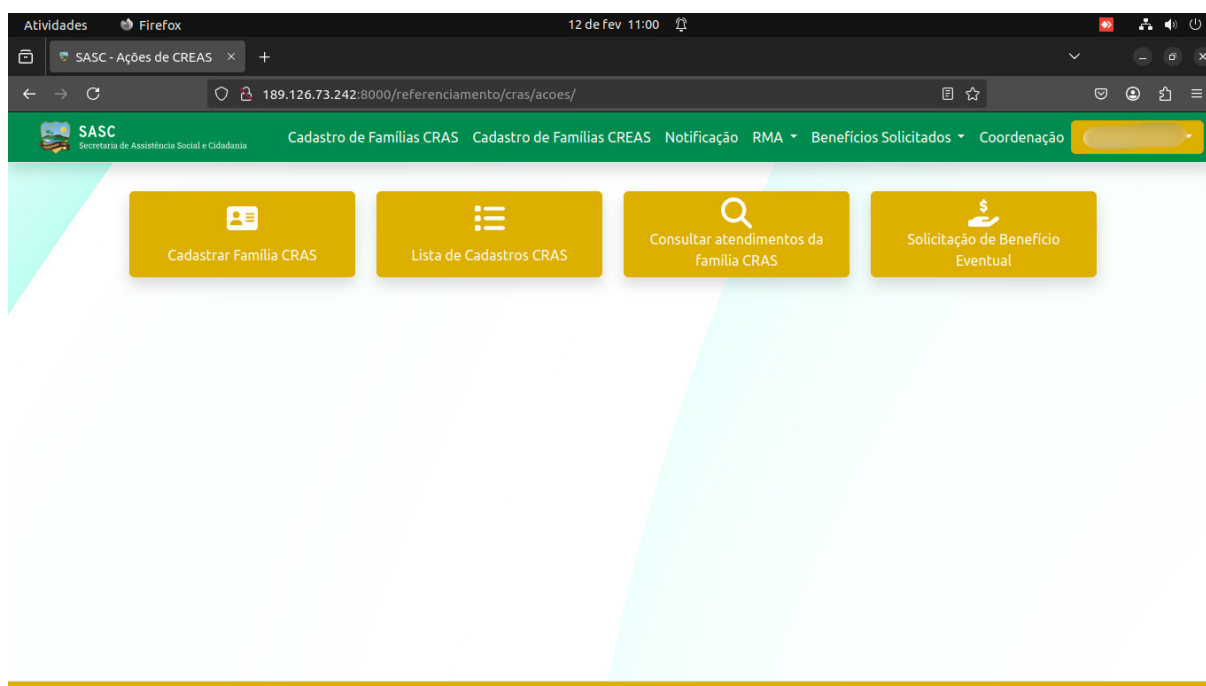 Atividades Firefox 12 de fev 11:00
SASC - Ações de CREAS
189.126.73.242:8000/referenciamento/cras/acoes/
SASC
Secretaria de Assistência Social e Cidadania
Cadastro de Famílias CRAS Cadastro de Famílias CREAS Notificação RMA Benefícios Solicitados Coordenação
Cadastrar Família CRAS
Lista de Cadastros CRAS
Consultar atendimentos da
família CRAS
Solicitação de Benefício
Eventual